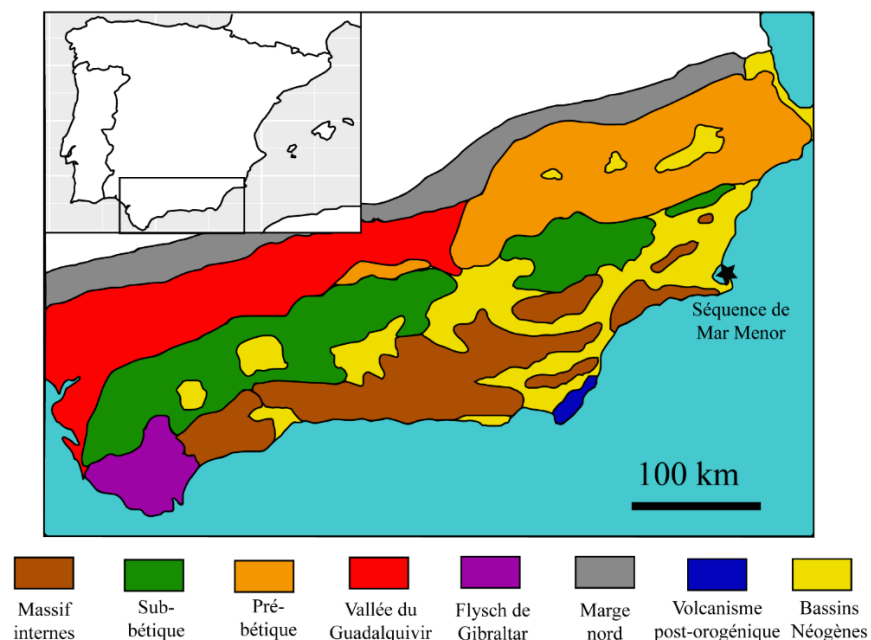 Séquence de
Mar Menor
100 km
Massif
internes
Sub-
bétique
Pré-
bétique
Vallée du
Guadalquivir
Flysch de
Gibraltar
Marge
nord
Volcanisme
post-orogénique
Bassins
Néogènes